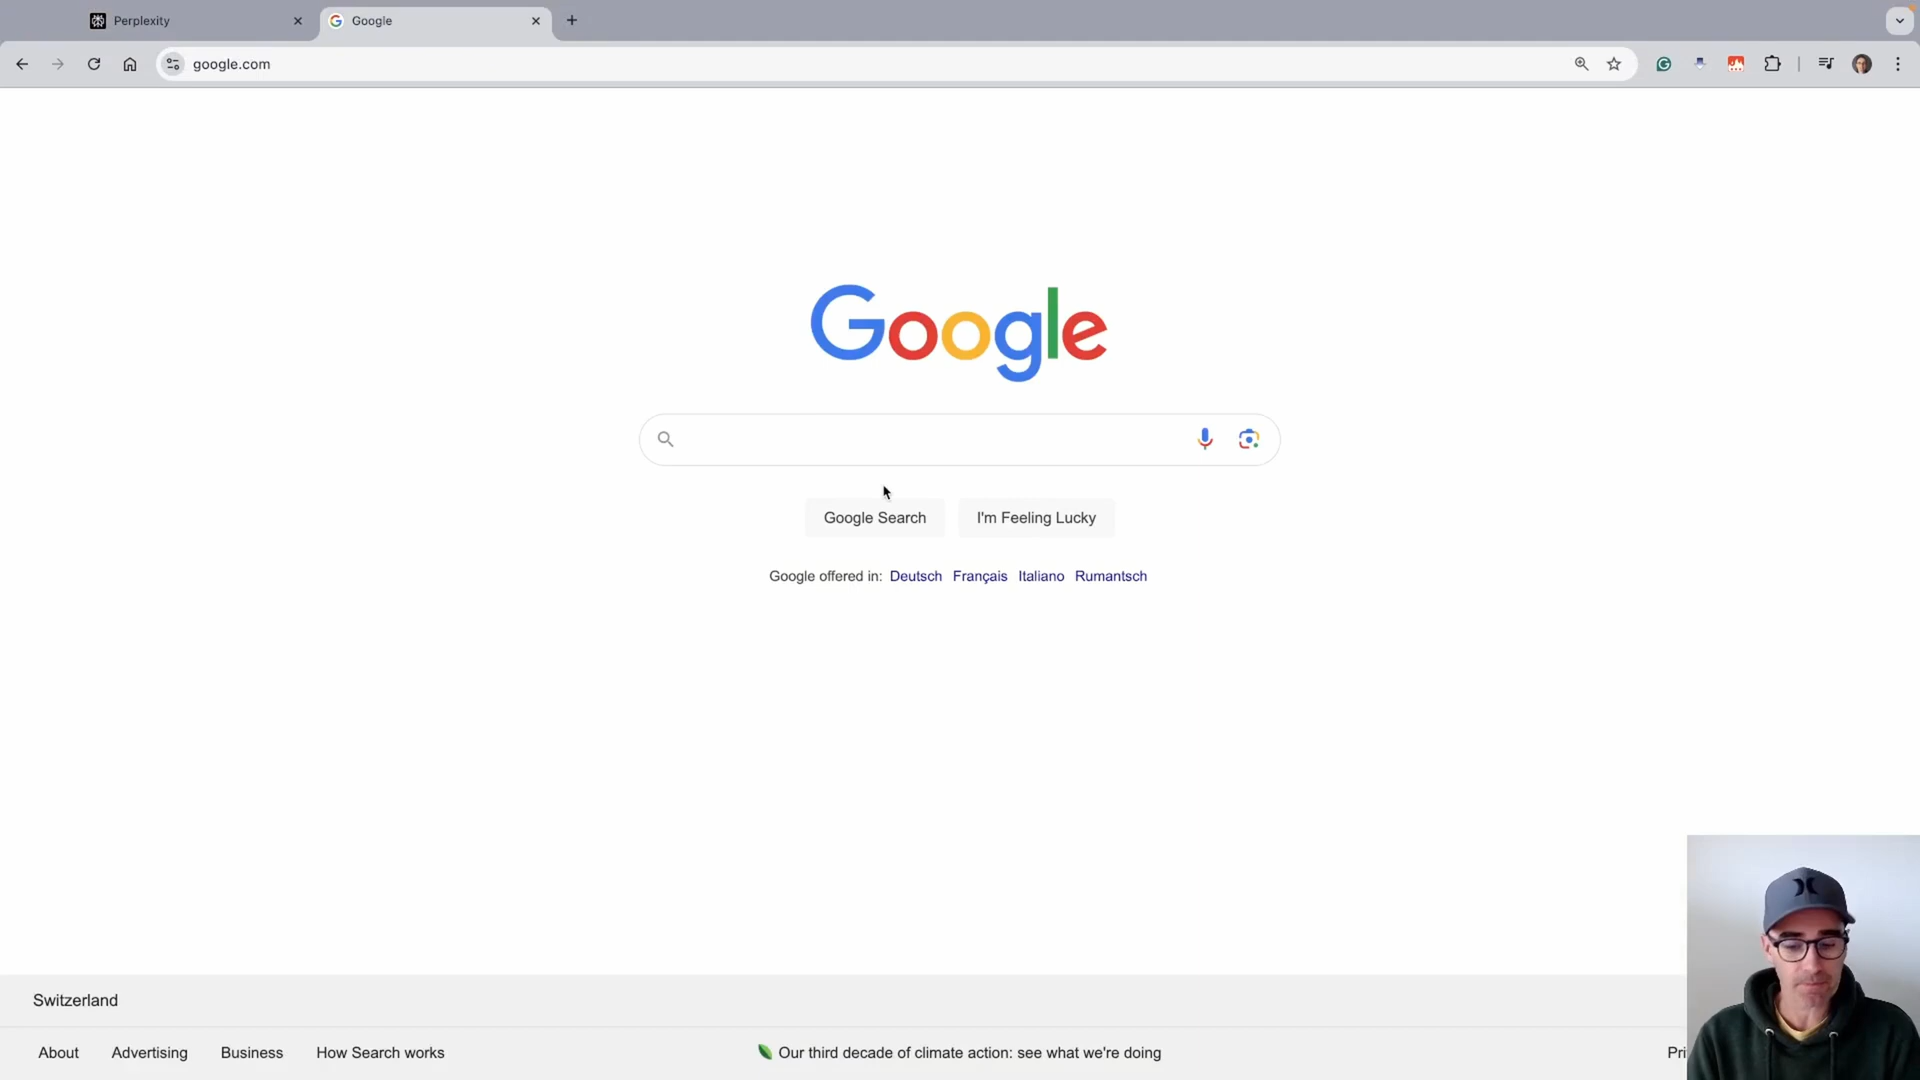 Perplexity
Google
google.com
Google
Google Search
I'm Feeling Lucky
Google offered in: Deutsch Français Italiano Rumantsch
Switzerland
About Advertising Business How Search works
Our third decade of climate action: see what we're doing
Pri